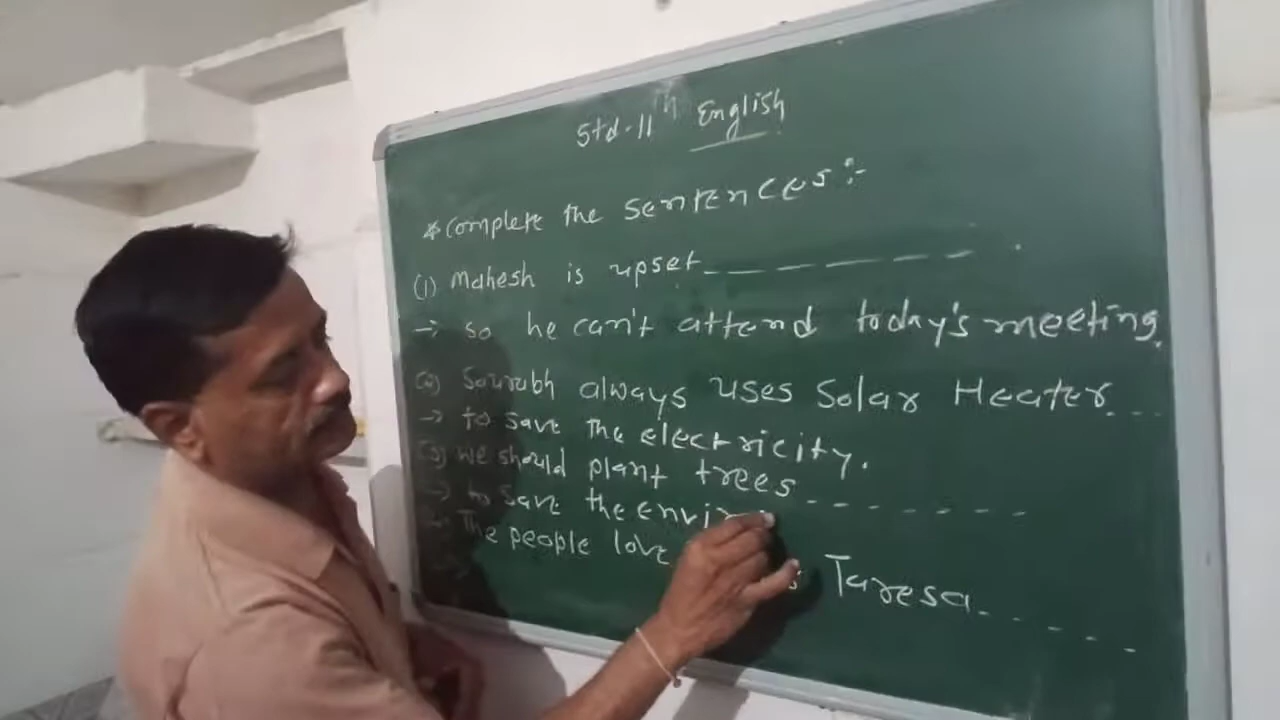 Std-11th English
* Complete the sentences :-
(1) Mahesh is upset _ _ _ _ _ _ _ .
→ so he can't attend today's meeting.
(2) Saurabh always uses Solar Heater...
→ to save the electricity.
(3) We should plant trees - - - - - - -
→ to save the
The people love Taresa - - - - -